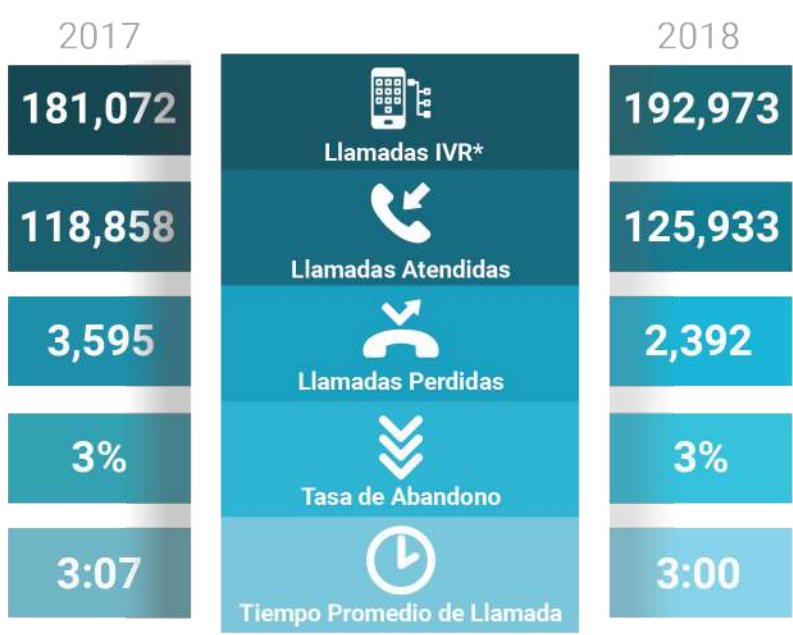 2017
2018
181,072
Llamadas IVR*
192,973
118,858
Llamadas Atendidas
125,933
3,595
Llamadas Perdidas
2,392
3%
Tasa de Abandono
3%
3:07
Tiempo Promedio de Llamada
3:00